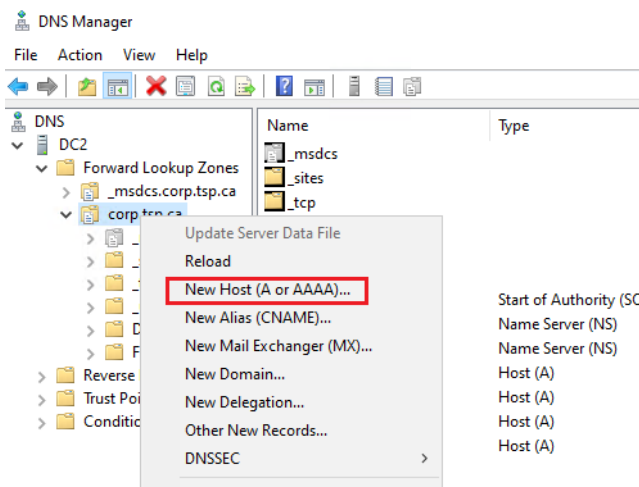 DNS Manager
File Action View Help
DNS
DC2
Forward Lookup Zones
_msdcs.corp.tsp.ca
corp.tsp.ca
_
_
_
_
D
F
Reverse
Trust Poi
Conditio
Name Type
_msdcs
_sites
_tcp
Start of Authority (SO
Name Server (NS)
Name Server (NS)
Host (A)
Host (A)
Host (A)
Host (A)
Update Server Data File
Reload
New Host (A or AAAA)...
New Alias (CNAME)...
New Mail Exchanger (MX)...
New Domain...
New Delegation...
Other New Records...
DNSSEC